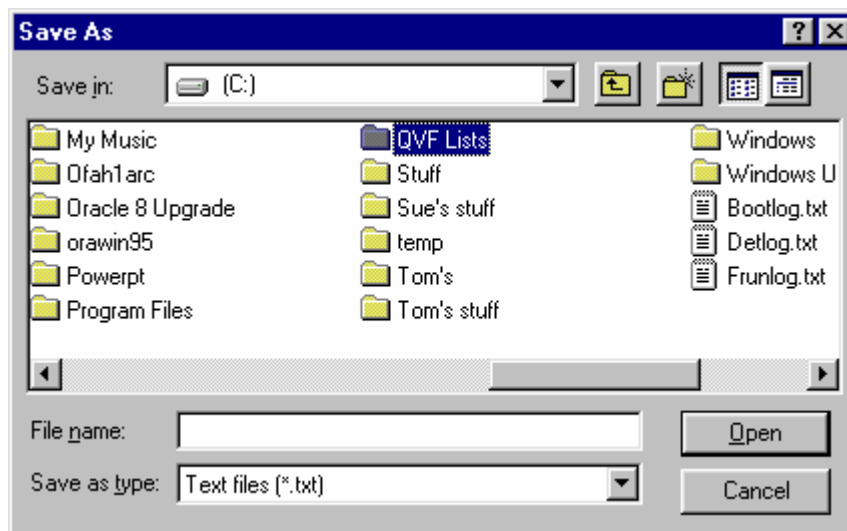 Save As
Save in: (C:)
My Music
Ofah1arc
Oracle 8 Upgrade
orawin95
Powerpt
Program Files
QVF Lists
Stuff
Sue's stuff
temp
Tom's
Tom's stuff
Windows
Windows U
Bootlog.txt
Detlog.txt
Frunlog.txt
File name:
Open
Save as type: Text files (*.txt)
Cancel